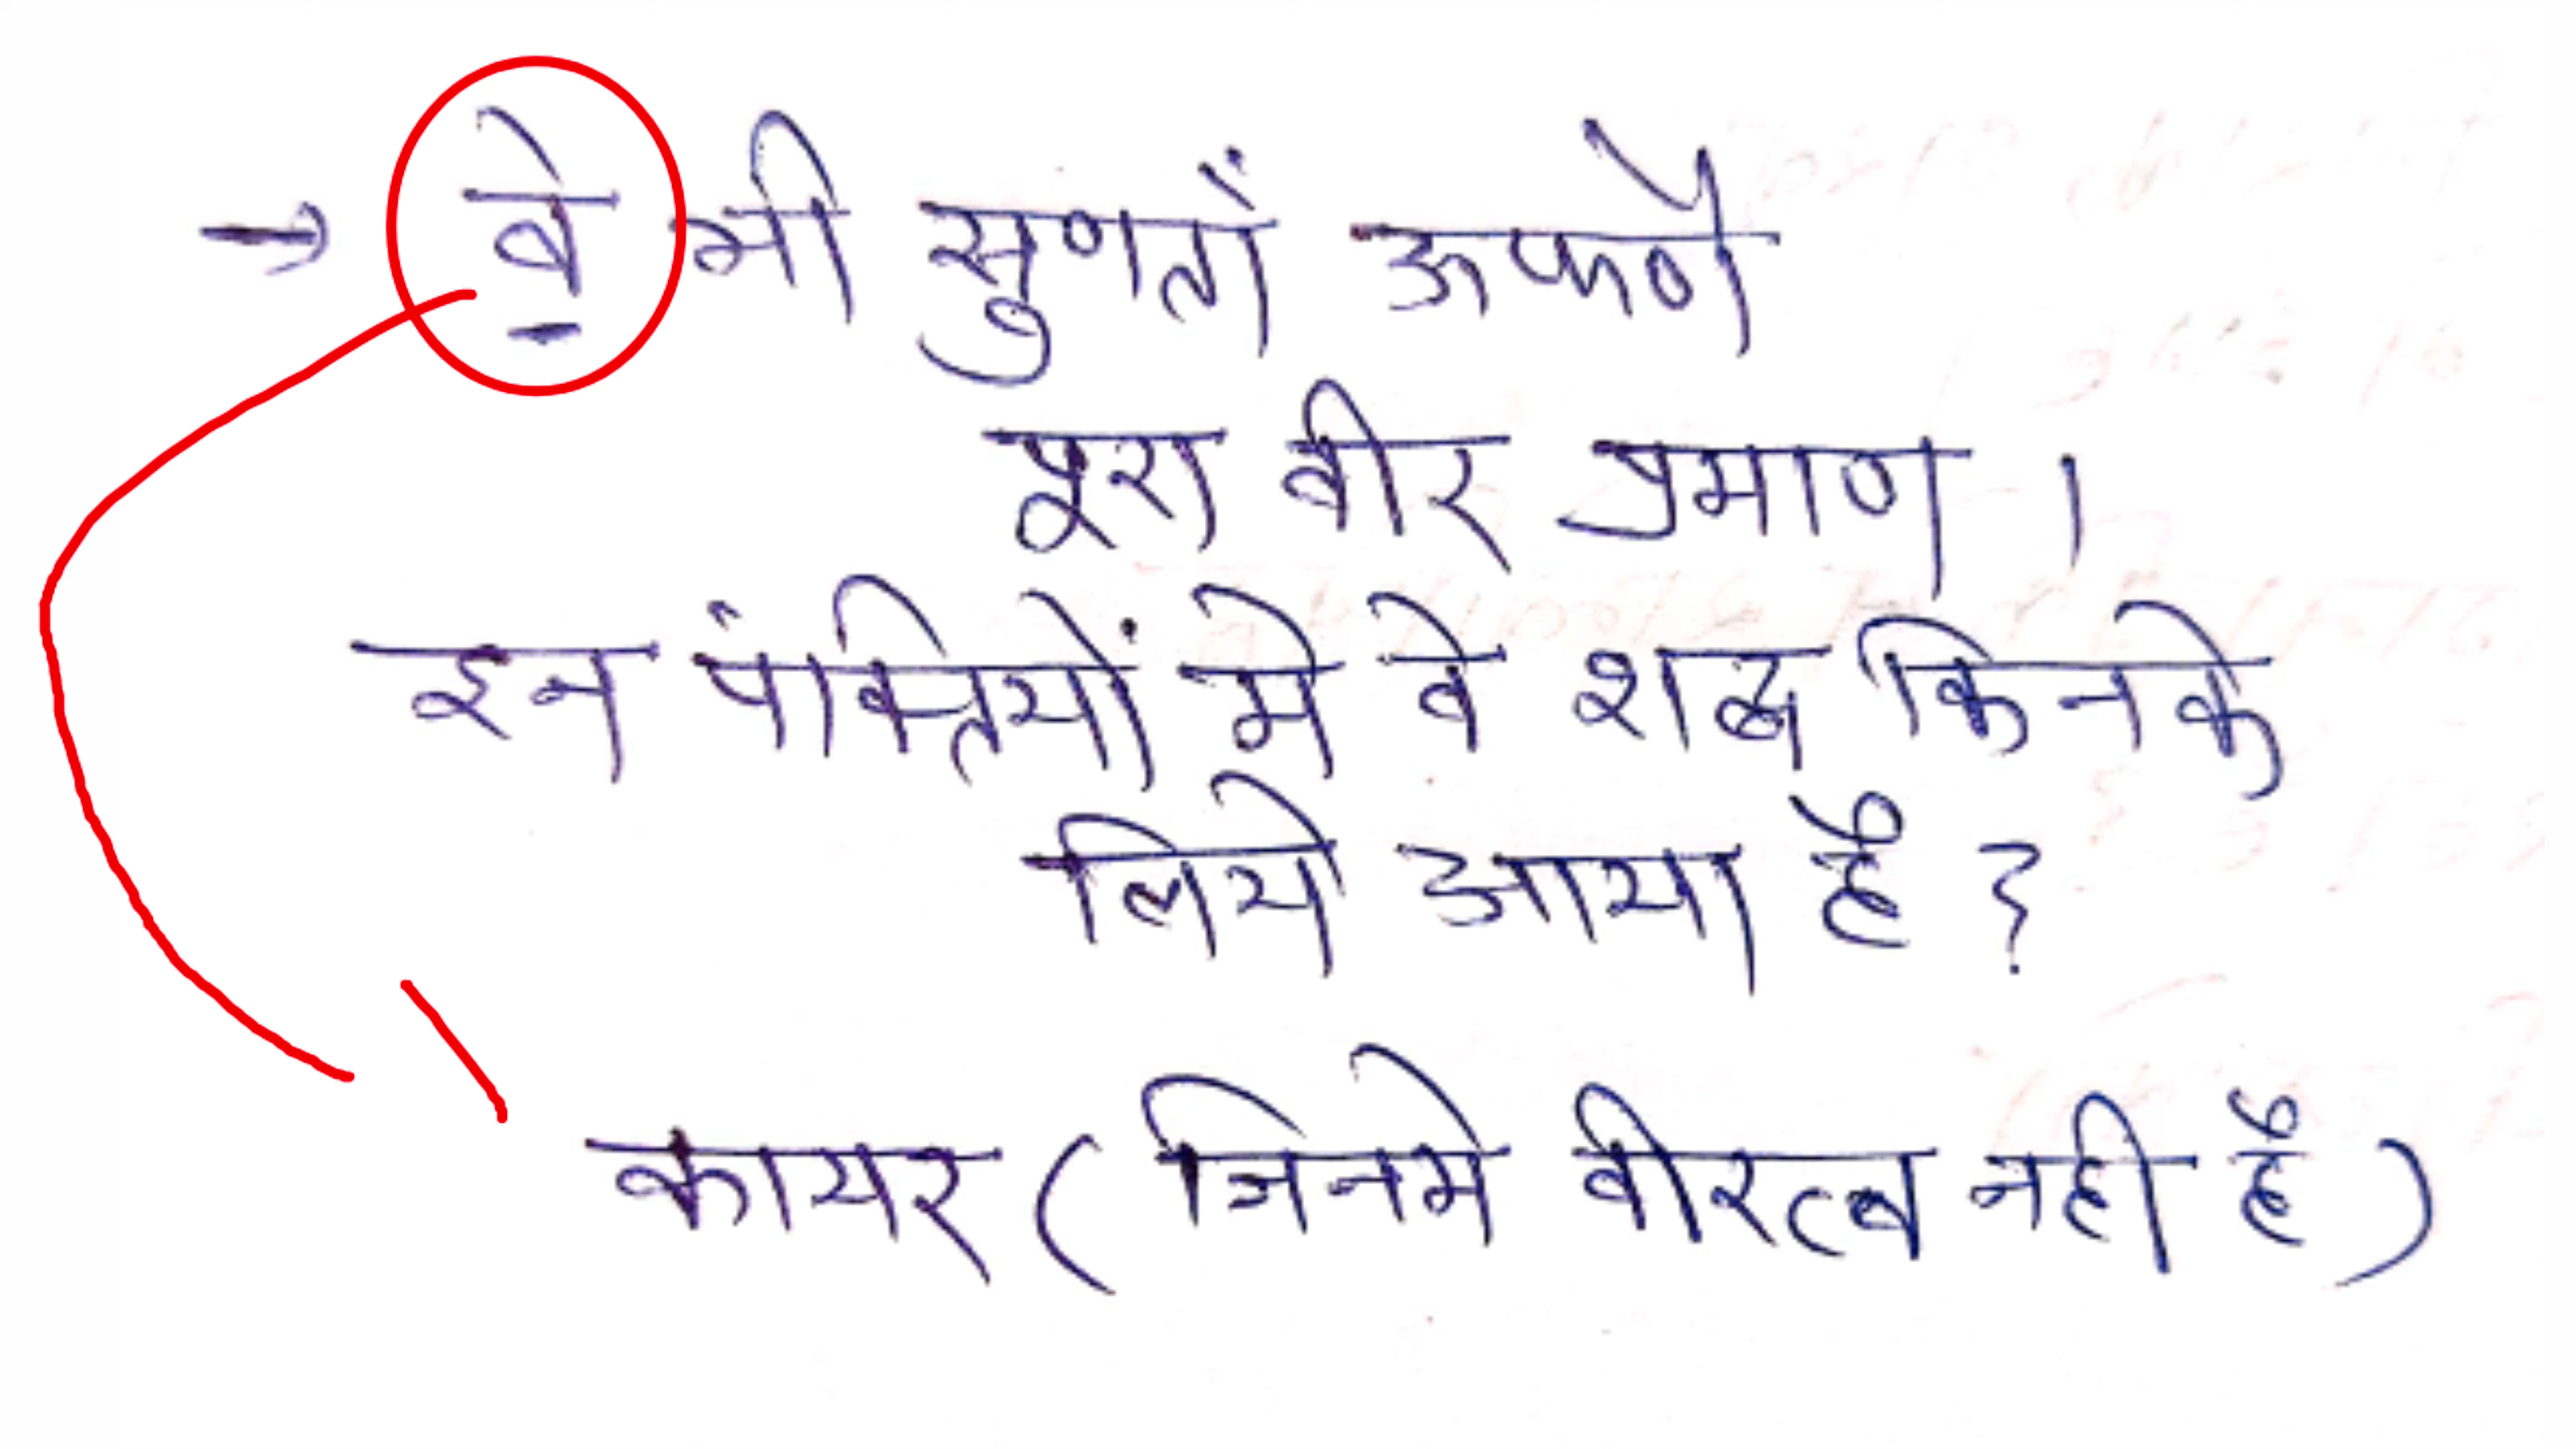 → वे भी सुणतां ऊफणै
पूरा वीर प्रमाण ।
इन पंक्तियों मे वे शब्द किनके
लिये आया है ?
कायर ( जिनमे वीरत्व नही है )